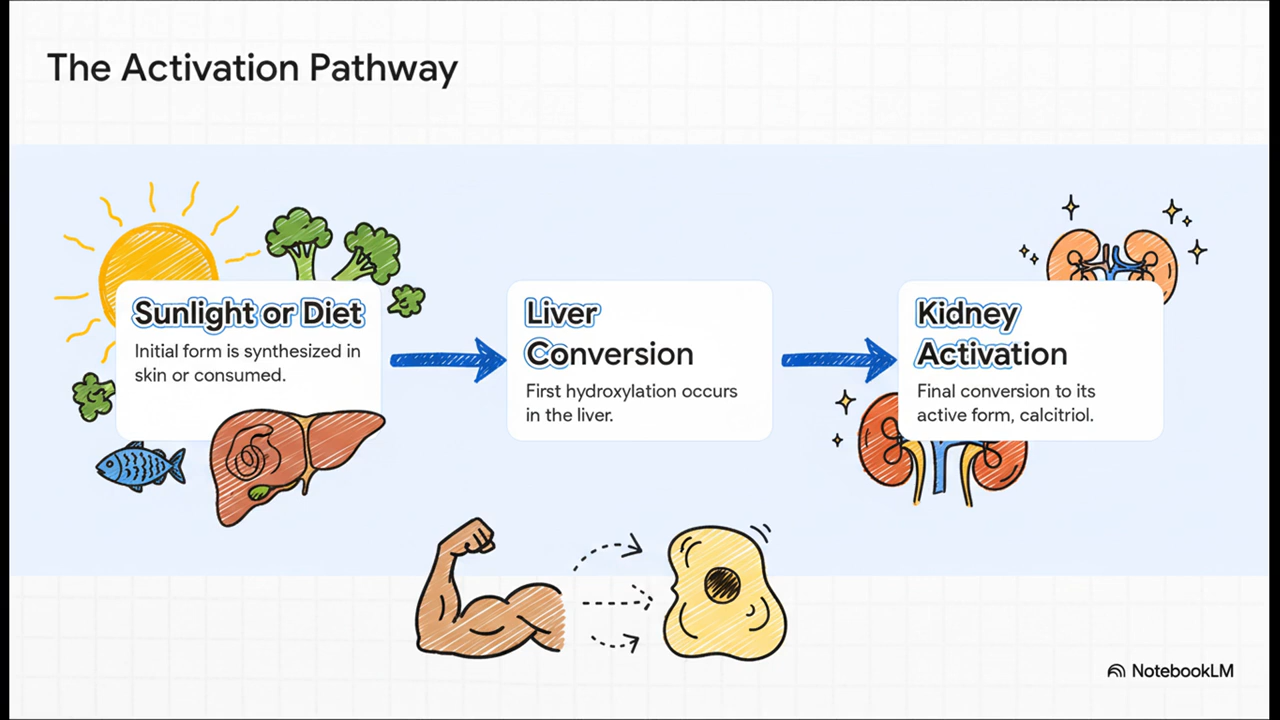 The Activation Pathway
Sunlight or Diet
Initial form is synthesized in
skin or consumed.
Liver
Conversion
First hydroxylation occurs
in the liver.
Kidney
Activation
Final conversion to its
active form, calcitriol.
NotebookLM